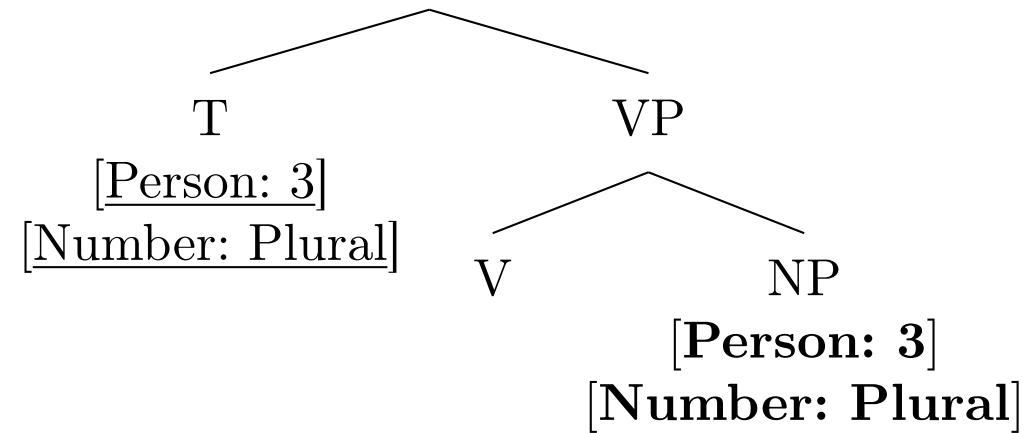 T
VP
[Person: 3]
[Number: Plural]
V
NP
[Person: 3]
[Number: Plural]